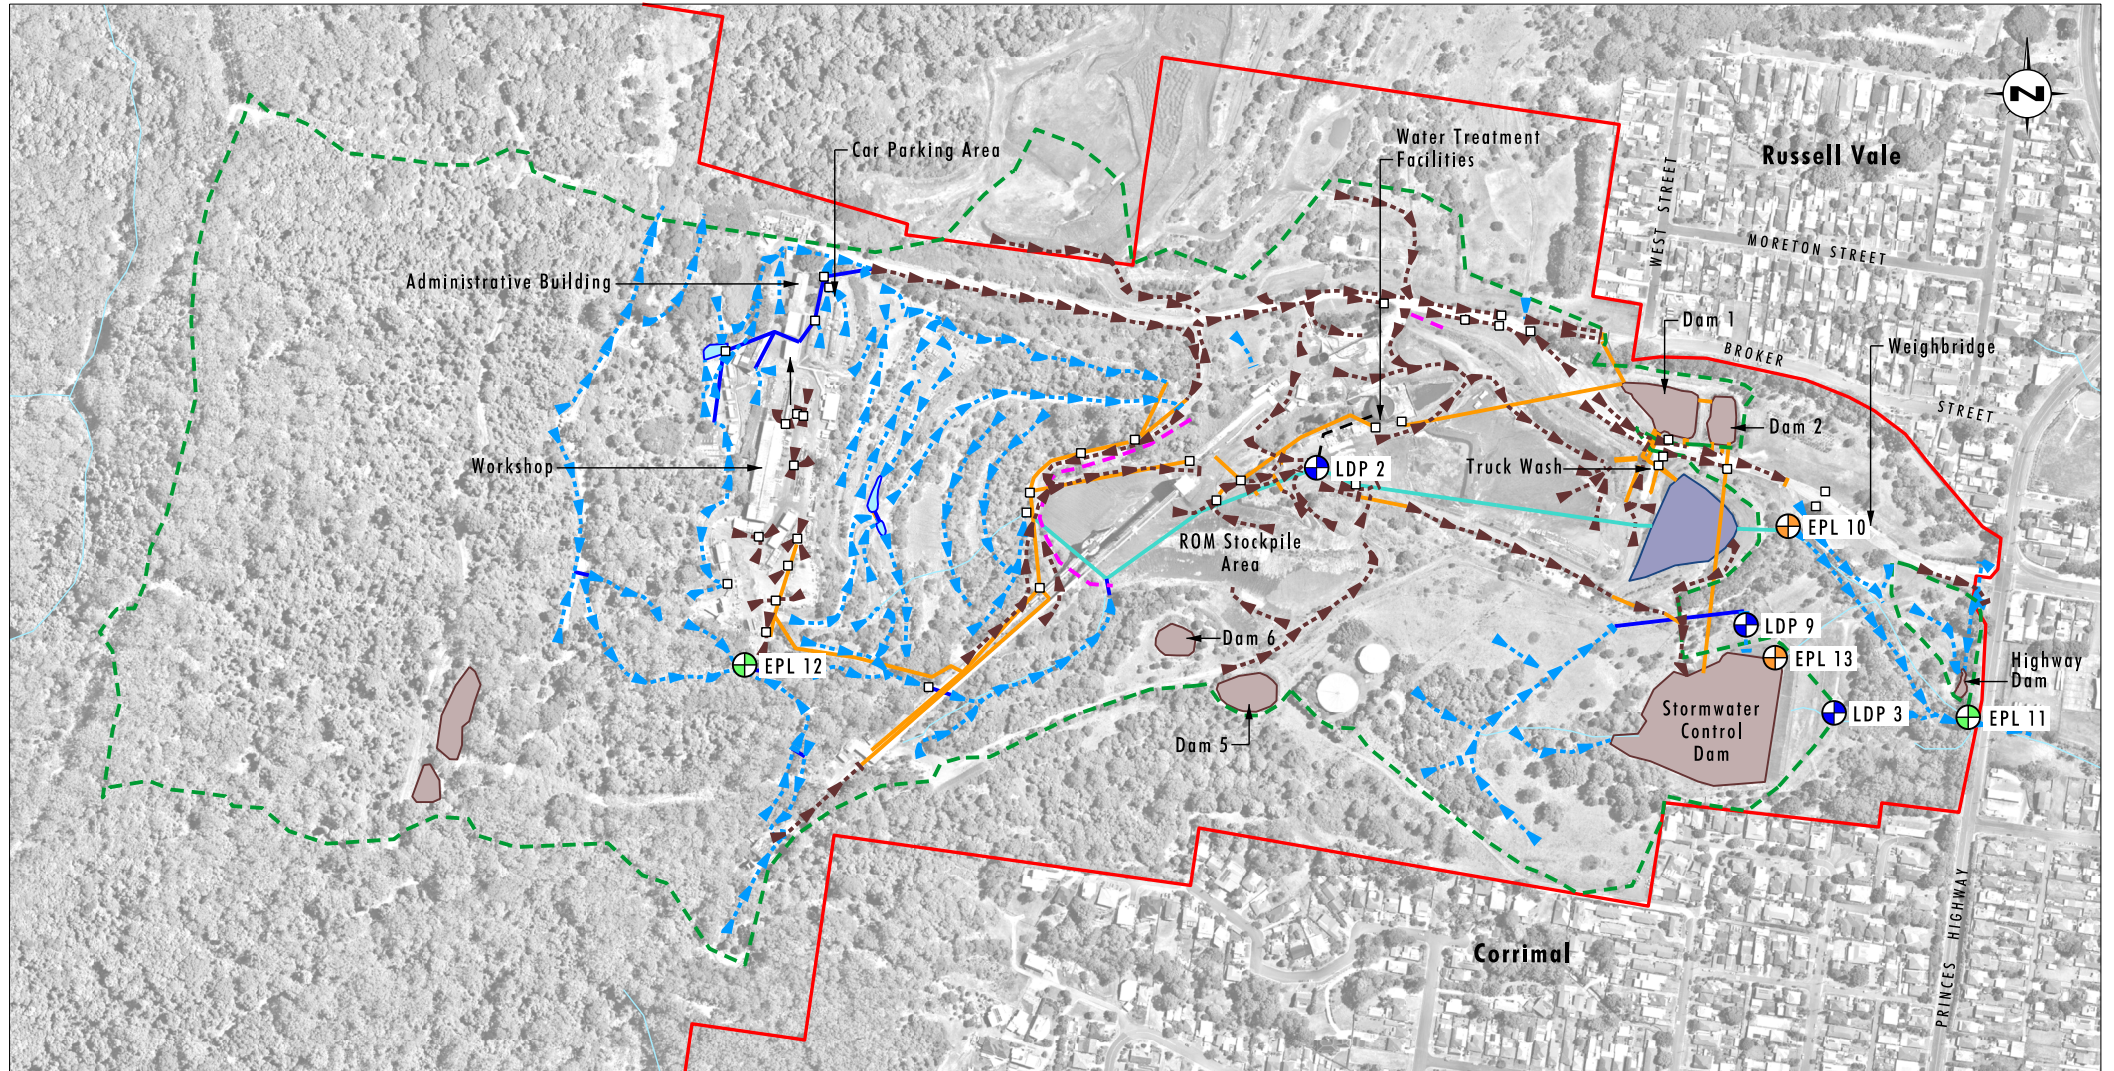 N
Russell Vale
Water Treatment
Facilities
Car Parking Area
WEST STREET
MORETON STREET
Administrative Building
Dam 1
BROKER
Weighbridge
STREET
Dam 2
Workshop
LDP 2
Truck Wash
ROM Stockpile
Area
EPL 10
Dam 6
LDP 9
EPL 12
EPL 13
Highway
Dam
Stormwater
Control
Dam
LDP 3
EPL 11
Dam 5
PRINCES HIGHWAY
Corrimal